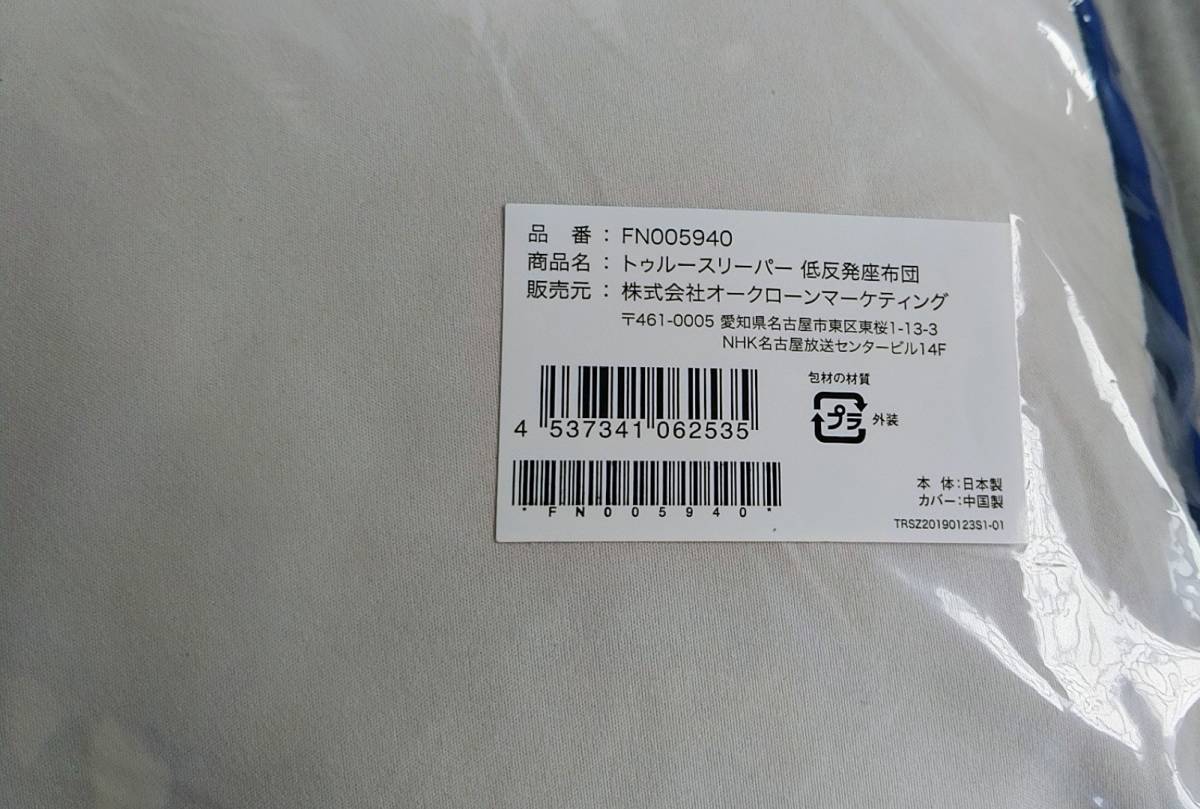 品 番 : FN005940
商品名 : トゥルースリーパー 低反発座布団
販売元 : 株式会社オークローンマーケティング
〒461-0005 愛知県名古屋市東区東桜1-13-3
NHK名古屋放送センタービル14F
4 537341 062535
包材の材質
プラ 外装
*FN005940*
本 体:日本製
カバー:中国製
TRSZ20190123S1-01